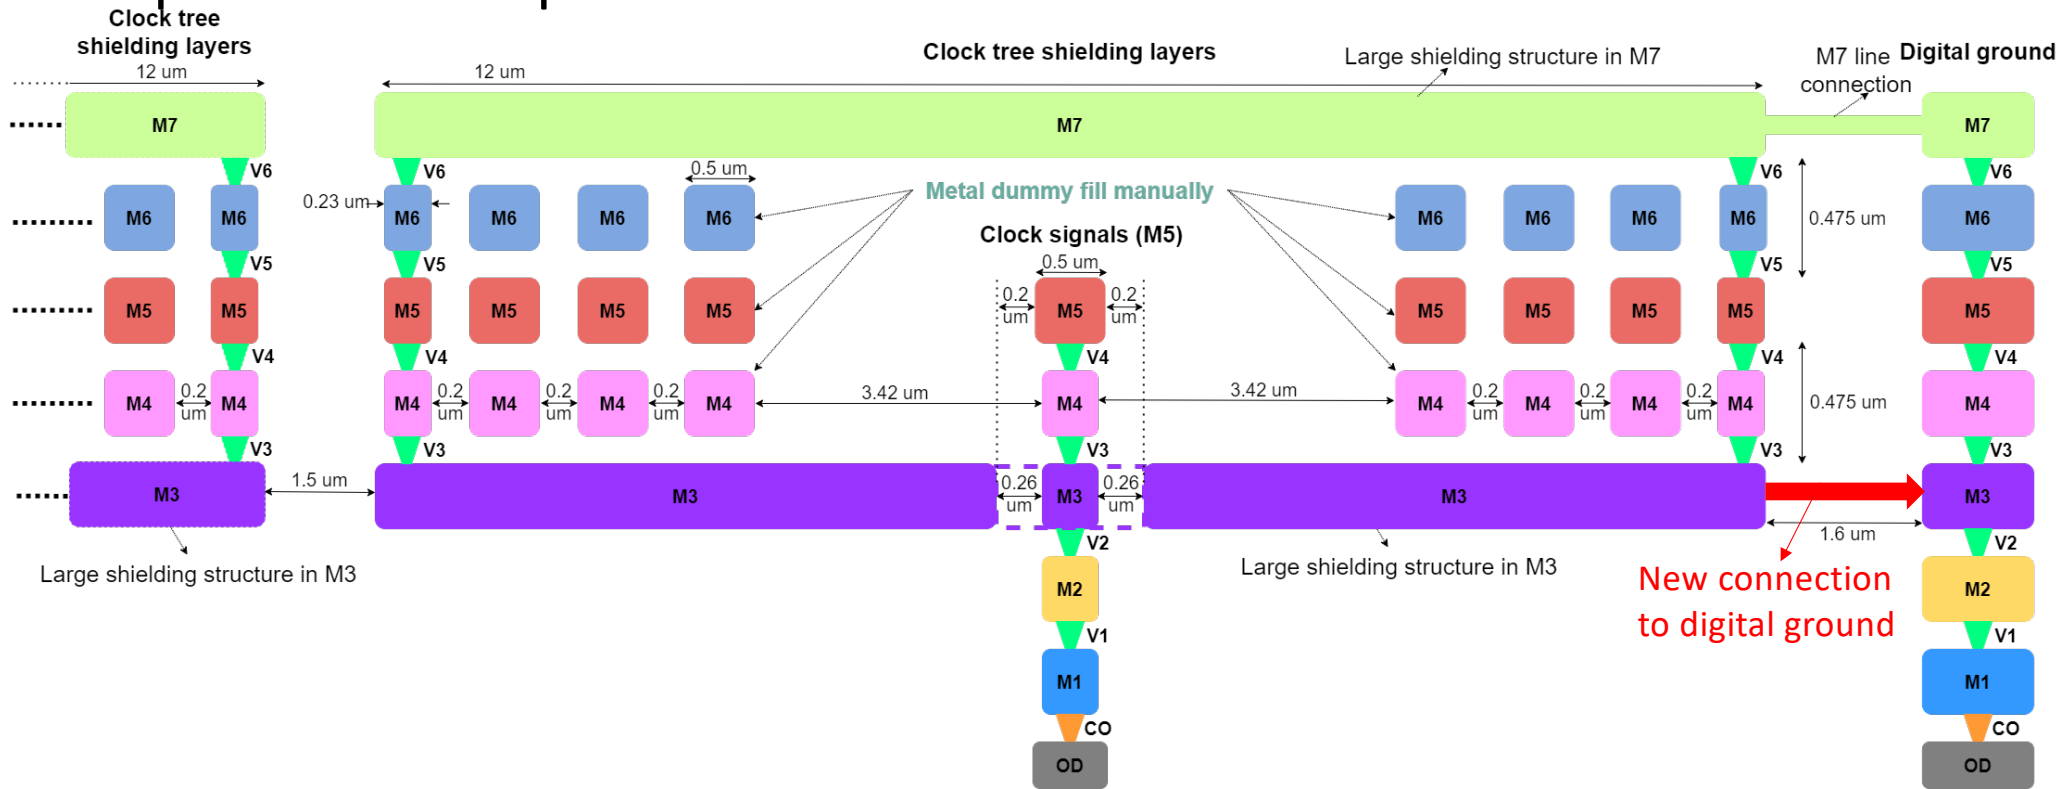 Clock tree
shielding layers
12 um
Clock tree shielding layers
12 um
Large shielding structure in M7
M7 line
connection
Digital ground
M7
M7
M7
V6
V6
V6
V6
0.5 um
0.23 um
M6
M6
M6
M6
M6
M6
Metal dummy fill manually
M6
M6
M6
M6
0.475 um
M6
Clock signals (M5)
0.5 um
V5
V5
V5
V5
M5
M5
M5
M5
M5
M5
0.2
um
M5
0.2
um
M5
M5
M5
M5
M5
V4
V4
V4
V4
V4
M4
0.2
um
M4
M4
0.2
um
M4
0.2
um
M4
0.2
um
M4
3.42 um
M4
3.42 um
M4
0.2
um
M4
0.2
um
M4
0.2
um
M4
0.475 um
M4
V3
V3
V3
V3
V3
M3
1.5 um
M3
0.26
um
M3
0.26
um
M3
M3
1.6 um
V2
V2
Large shielding structure in M3
Large shielding structure in M3
New connection
to digital ground
M2
M2
V1
V1
M1
M1
CO
CO
OD
OD